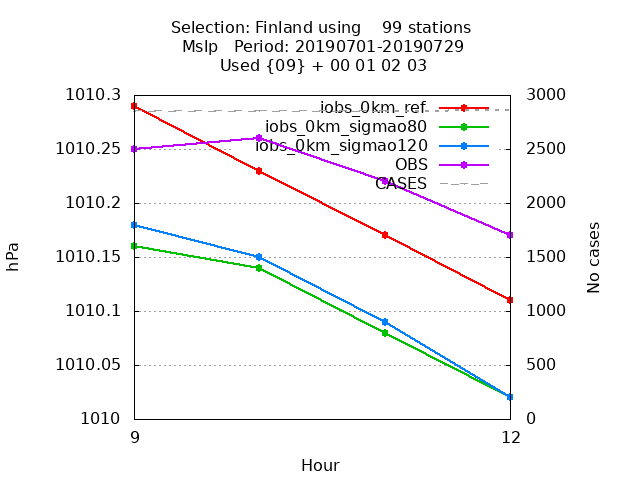 Selection: Finland using    99 stations
Mslp   Period: 20190701-20190729
Used {09} + 00 01 02 03
1010.3
3000
iobs_0km_ref
iobs_0km_sigmao80
1010.25
iobs_0km_sigmao120
2500
OBS
CASES
1010.2
2000
1010.15
1500
hPa
No cases
1010.1
1000
1010.05
500
1010
0
9
12
Hour